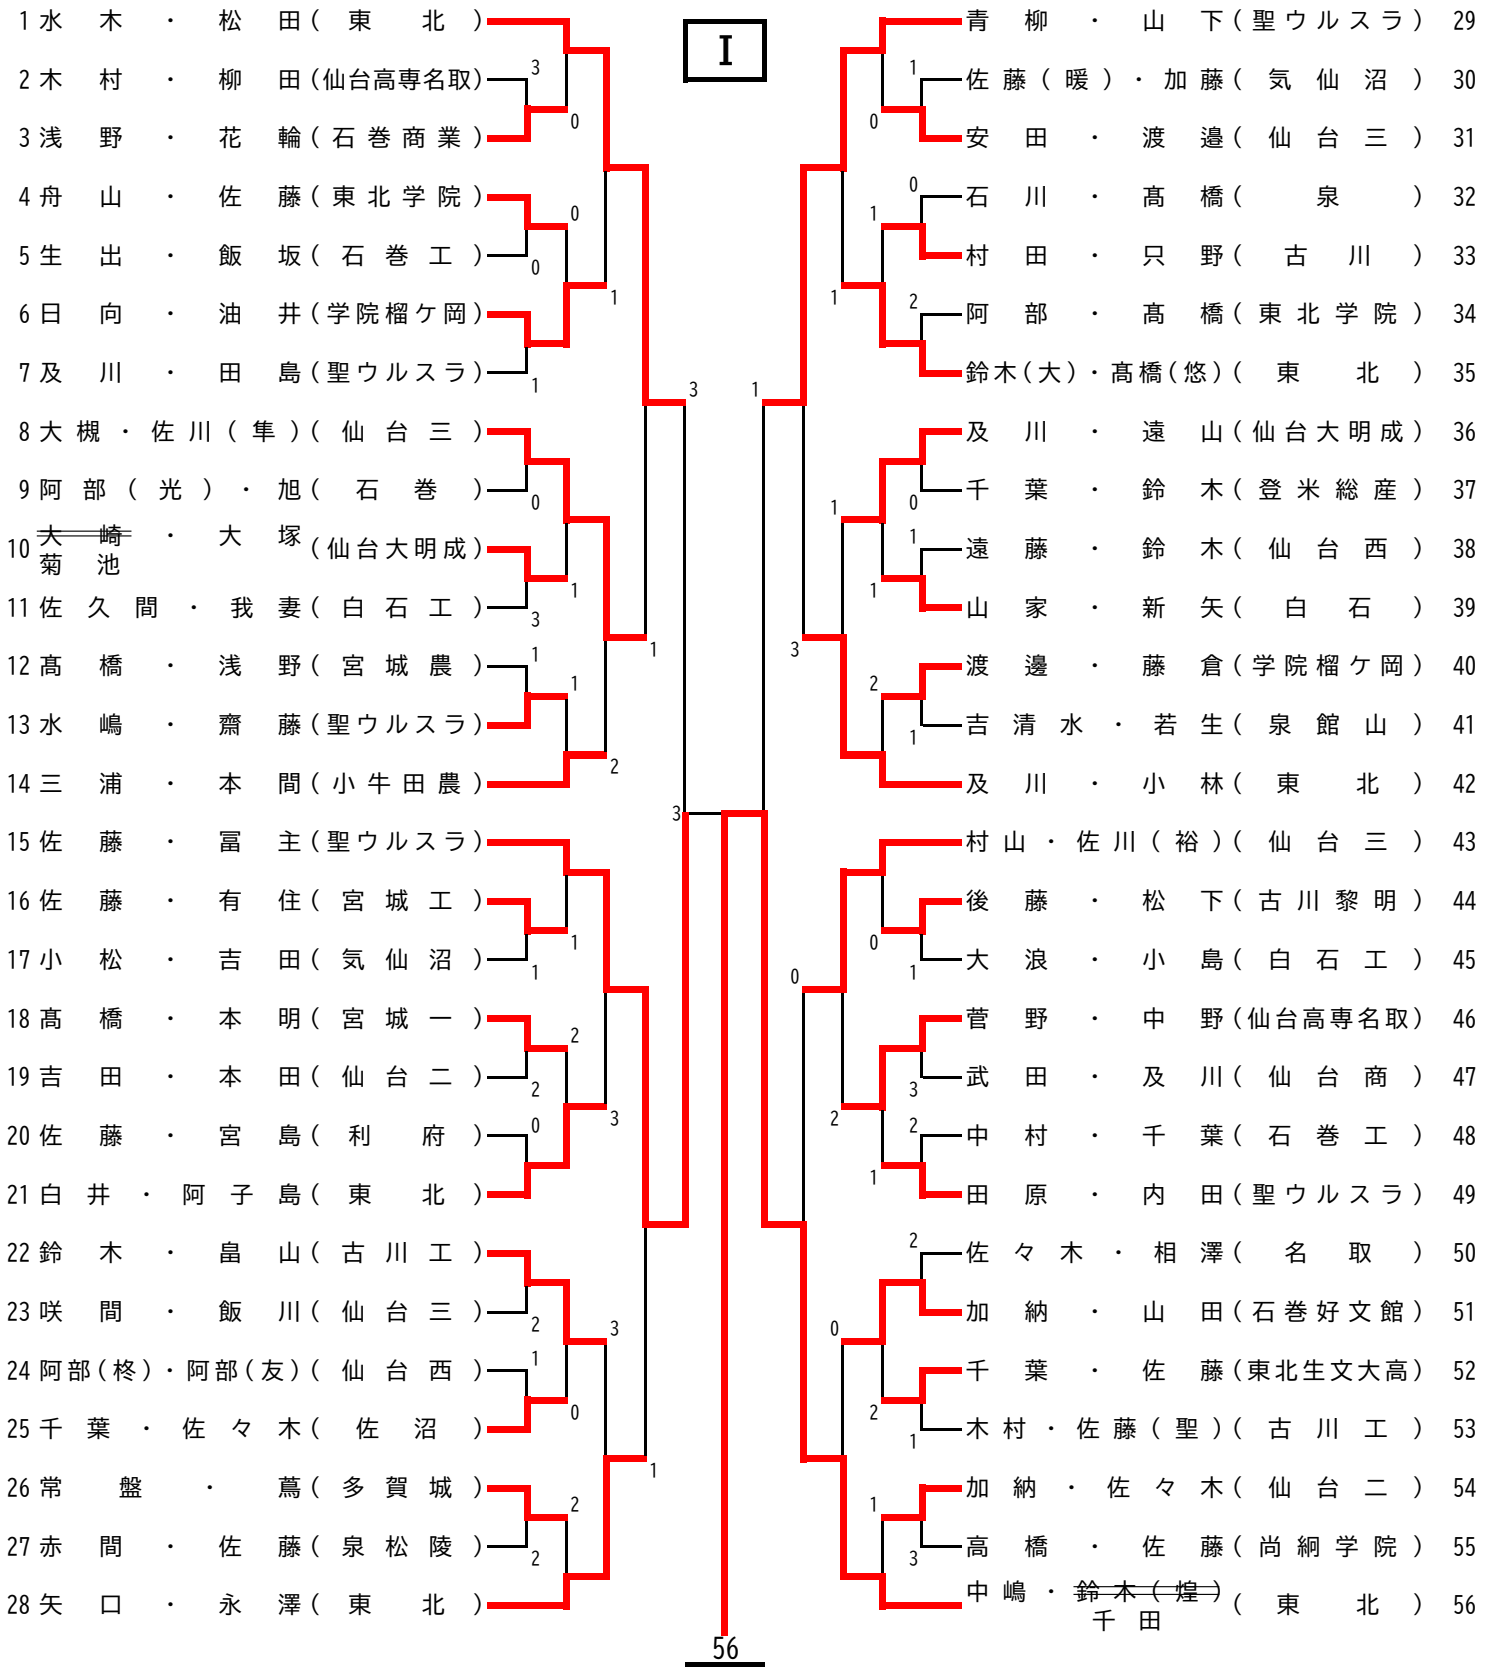 I
1 水木・松田(東北)
2 木村・柳田(仙台高専名取)
3 浅野・花輪(石巻商業)
4 舟山・佐藤(東北学院)
5 生出・飯坂(石巻工)
6 日向・油井(学院榴ケ岡)
7 及川・田島(聖ウルスラ)
8 大槻・佐川(隼)(仙台三)
9 阿部(光)・旭(石巻)
10 大崎・大塚(仙台大明成)
菊池
11 佐久間・我妻(白石工)
12 髙橋・浅野(宮城農)
13 水嶋・齋藤(聖ウルスラ)
14 三浦・本間(小牛田農)
15 佐藤・冨主(聖ウルスラ)
16 佐藤・有住(宮城工)
17 小松・吉田(気仙沼)
18 髙橋・本明(宮城一)
19 吉田・本田(仙台二)
20 佐藤・宮島(利府)
21 白井・阿子島(東北)
22 鈴木・畠山(古川工)
23 咲間・飯川(仙台三)
24 阿部(柊)・阿部(友)(仙台西)
25 千葉・佐々木(佐沼)
26 常盤・蔦(多賀城)
27 赤間・佐藤(泉松陵)
28 矢口・永澤(東北)
3
0
0
0
1
1
0
1
3
1
1
2
1
1
1
2
2
0
3
2
3
1
0
2
2
1
3
3
56
1
0
0
1
2
1
1
0
1
1
1
3
2
1
0
1
0
3
2
2
1
2
0
2
1
1
3
青柳・山下(聖ウルスラ) 29
佐藤(暖)・加藤(気仙沼) 30
安田・渡邉(仙台三) 31
石川・髙橋(泉) 32
村田・只野(古川) 33
阿部・髙橋(東北学院) 34
鈴木(大)・髙橋(悠)(東北) 35
及川・遠山(仙台大明成) 36
千葉・鈴木(登米総産) 37
遠藤・鈴木(仙台西) 38
山家・新矢(白石) 39
渡邊・藤倉(学院榴ケ岡) 40
吉清水・若生(泉館山) 41
及川・小林(東北) 42
村山・佐川(裕)(仙台三) 43
後藤・松下(古川黎明) 44
大浪・小島(白石工) 45
菅野・中野(仙台高専名取) 46
武田・及川(仙台商) 47
中村・千葉(石巻工) 48
田原・内田(聖ウルスラ) 49
佐々木・相澤(名取) 50
加納・山田(石巻好文館) 51
千葉・佐藤(東北生文大高) 52
木村・佐藤(聖)(古川工) 53
加納・佐々木(仙台二) 54
高橋・佐藤(尚絅学院) 55
中嶋・鈴木(煌)(東北) 56
千田